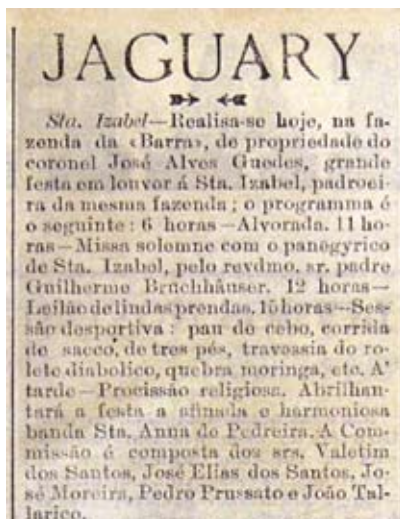 JAGUARY
Sta. Izabel—Realisa-se hoje, na fa-
zenda da «Barra», de propriedade do
coronel José Alves Guedes, grande
festa em louvor á Sta. Izabel, padroei-
ra da mesma fazenda; o programma é
o seguinte: 6 horas—Alvorada. 11 ho-
ras—Missa solemne com o panegyrico
de Sta. Izabel, pelo revdmo. sr. padre
Guilherme Bruchhäuser. 12 horas—
Leilão de lindas prendas. 15 horas—Ses-
são desportiva: pau de cebo, corrida
de sacco, de tres pés, travessia do ro-
lete diabolico, quebra moringa, etc. A'
tarde—Procissão religiosa. Abrilhan-
tará a festa a afinada e harmoniosa
banda Sta. Anna de Pedreira. A Com-
missão é composta dos srs. Valetim
dos Santos, José Elias dos Santos, Jo-
sé Moreira, Pedro Prussato e João Tal-
larico.